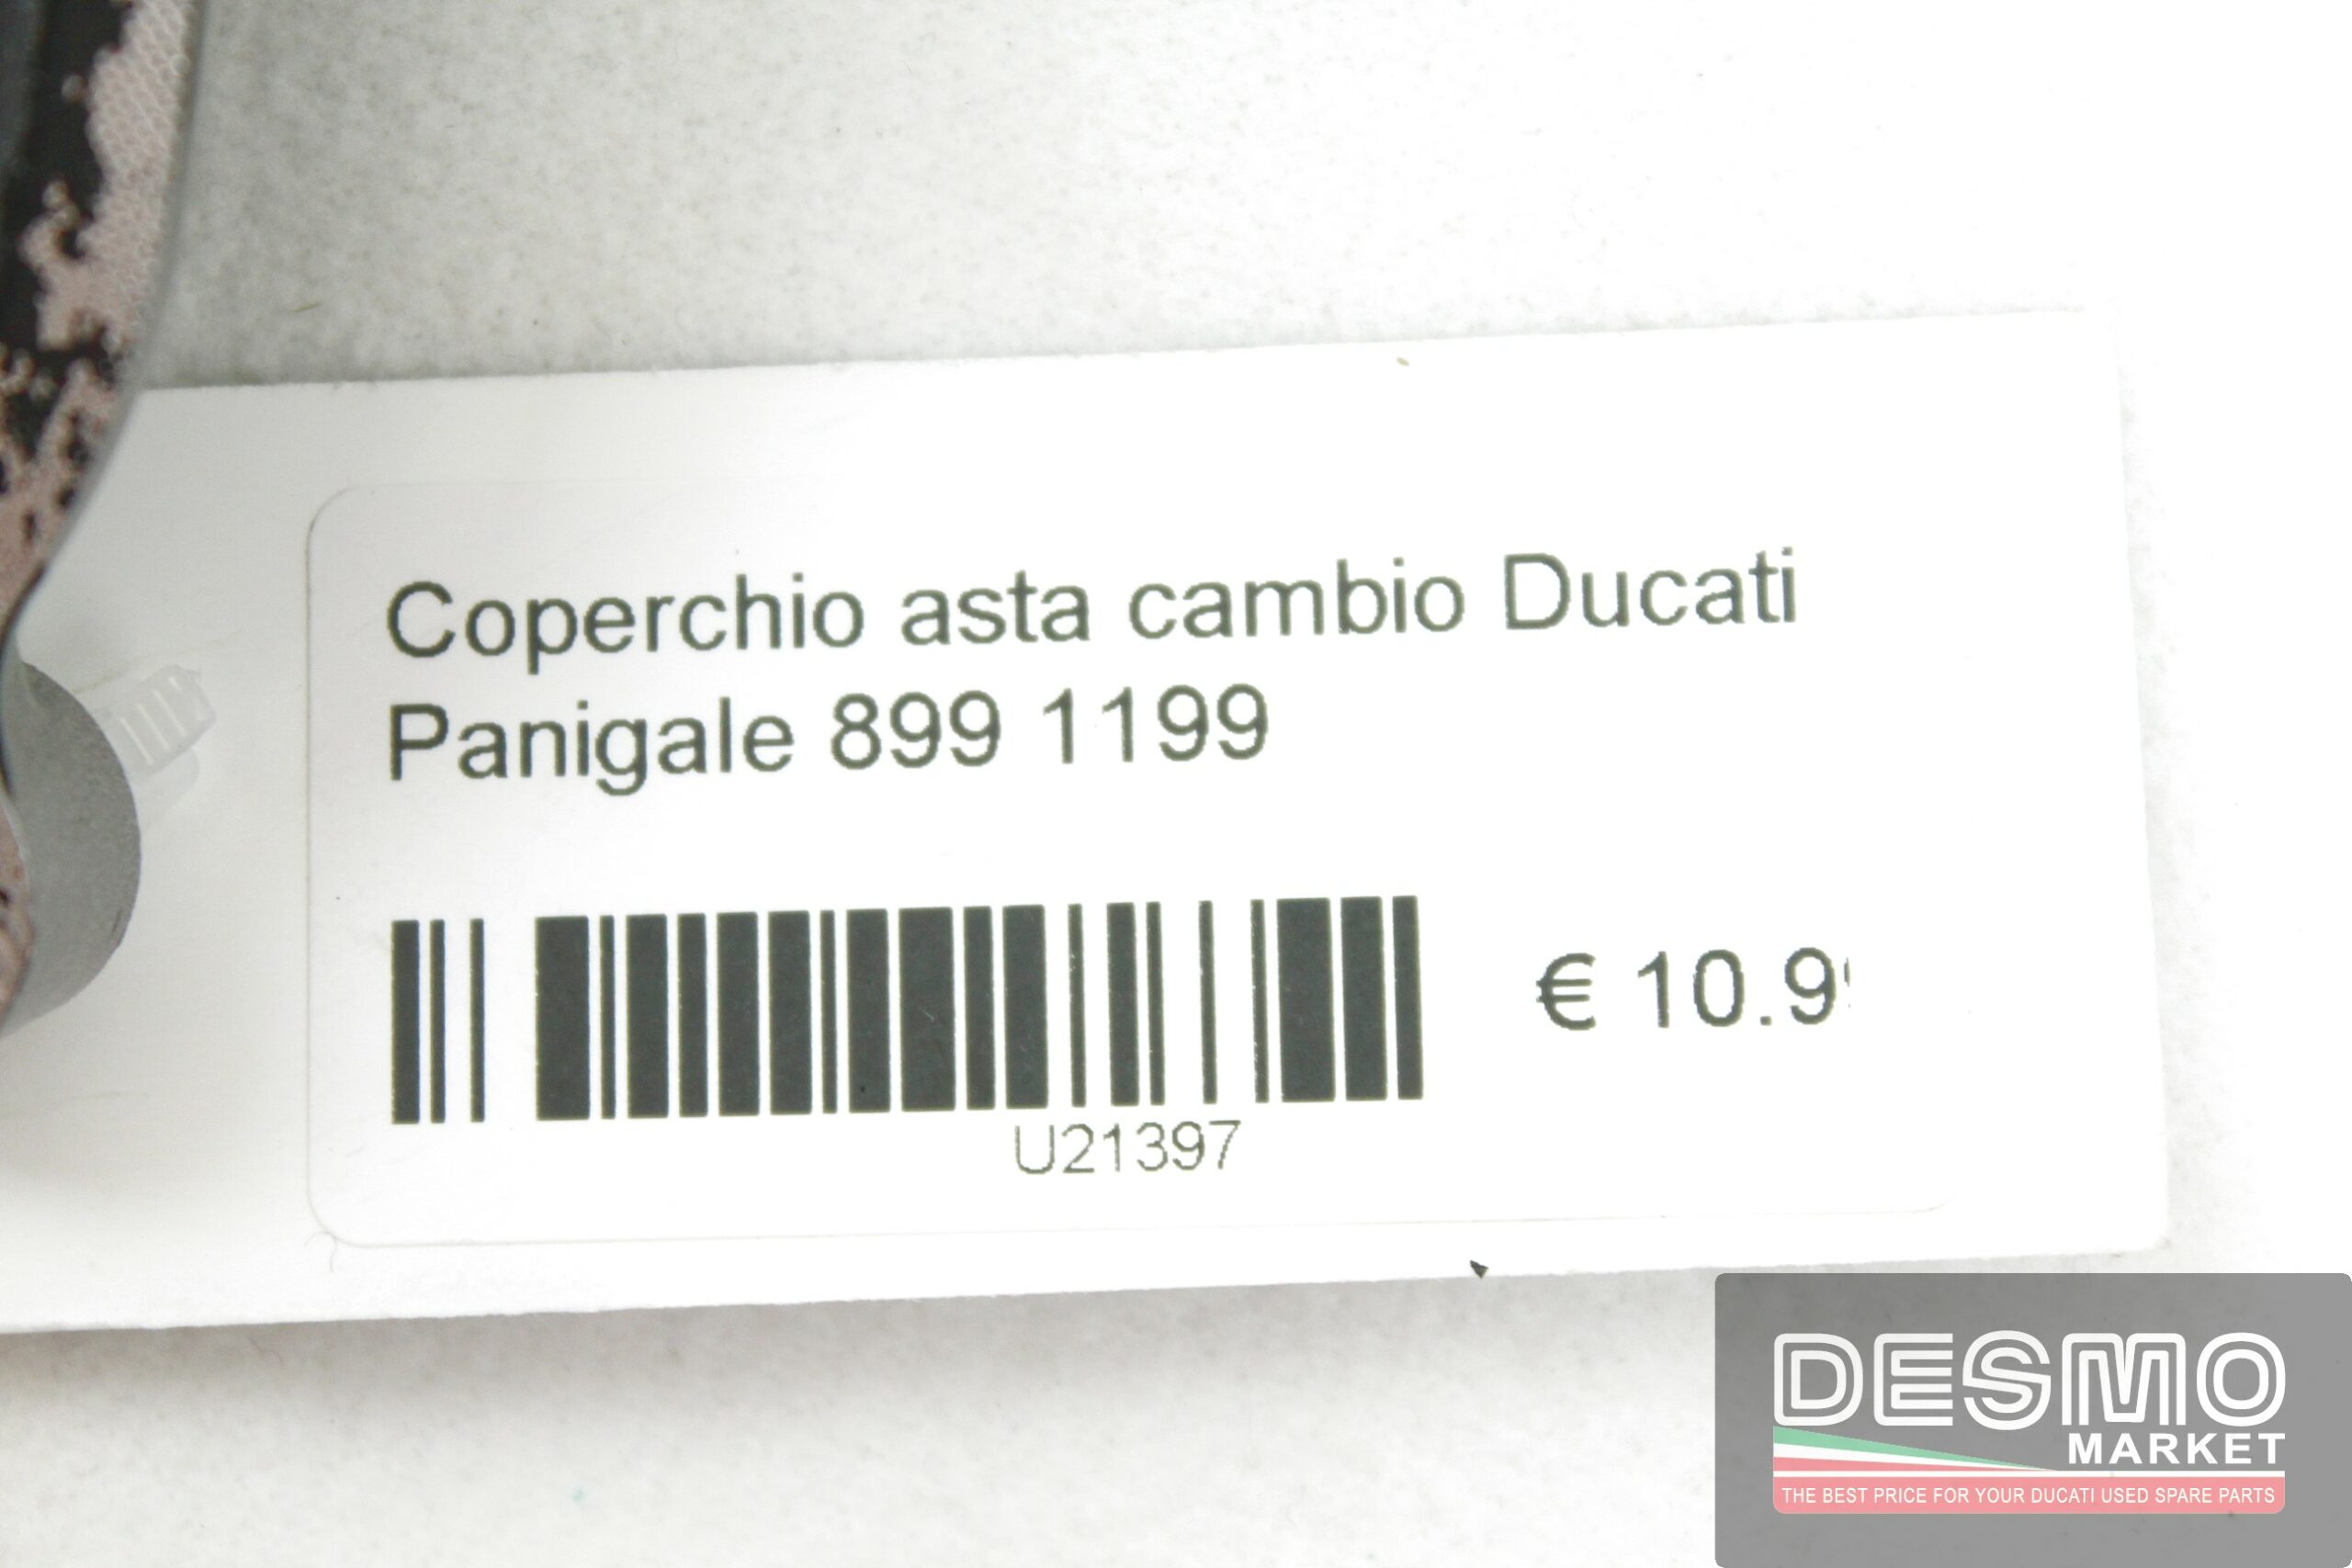 Coperchio asta cambio Ducati
Panigale 899 1199
€ 10.9
U21397
DESMO
MARKET
THE BEST PRICE FOR YOUR DUCATI USED SPARE PARTS